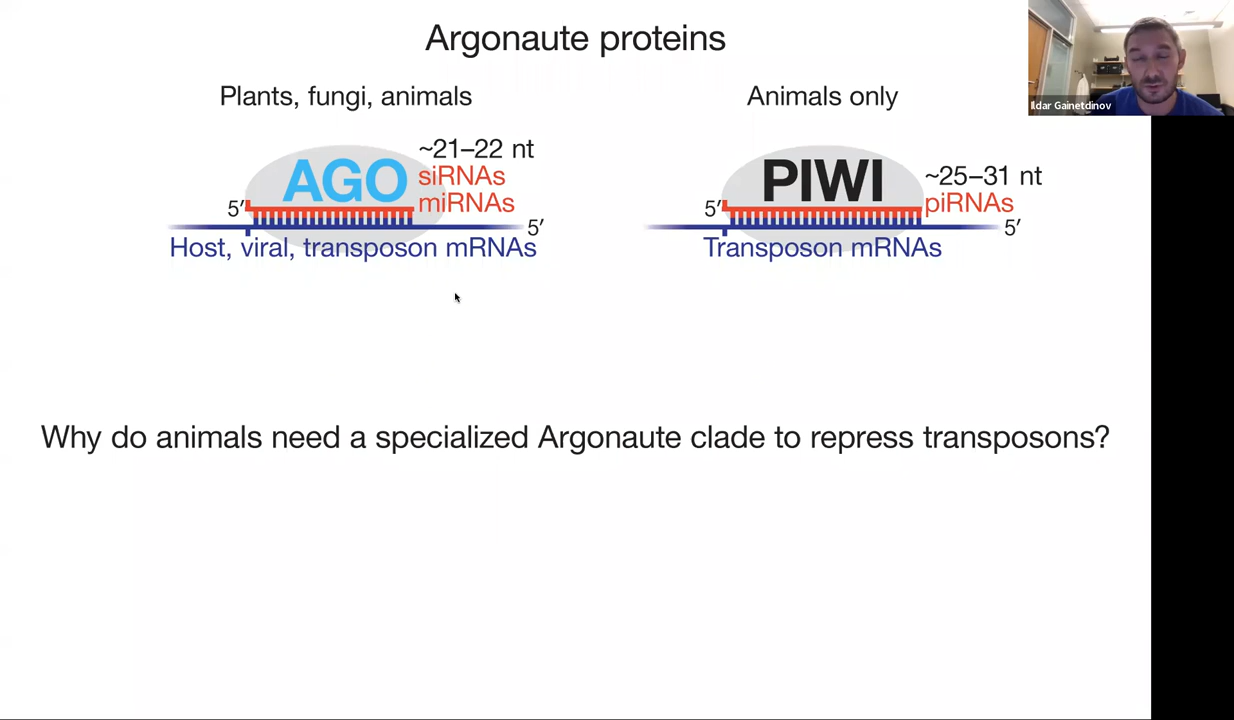 Argonaute proteins
Plants, fungi, animals
AGO
~21–22 nt
siRNAs
miRNAs
5′
5′
Host, viral, transposon mRNAs
Animals only
PIWI
~25–31 nt
piRNAs
5′
5′
Transposon mRNAs
Why do animals need a specialized Argonaute clade to repress transposons?
Ildar Gainetdinov